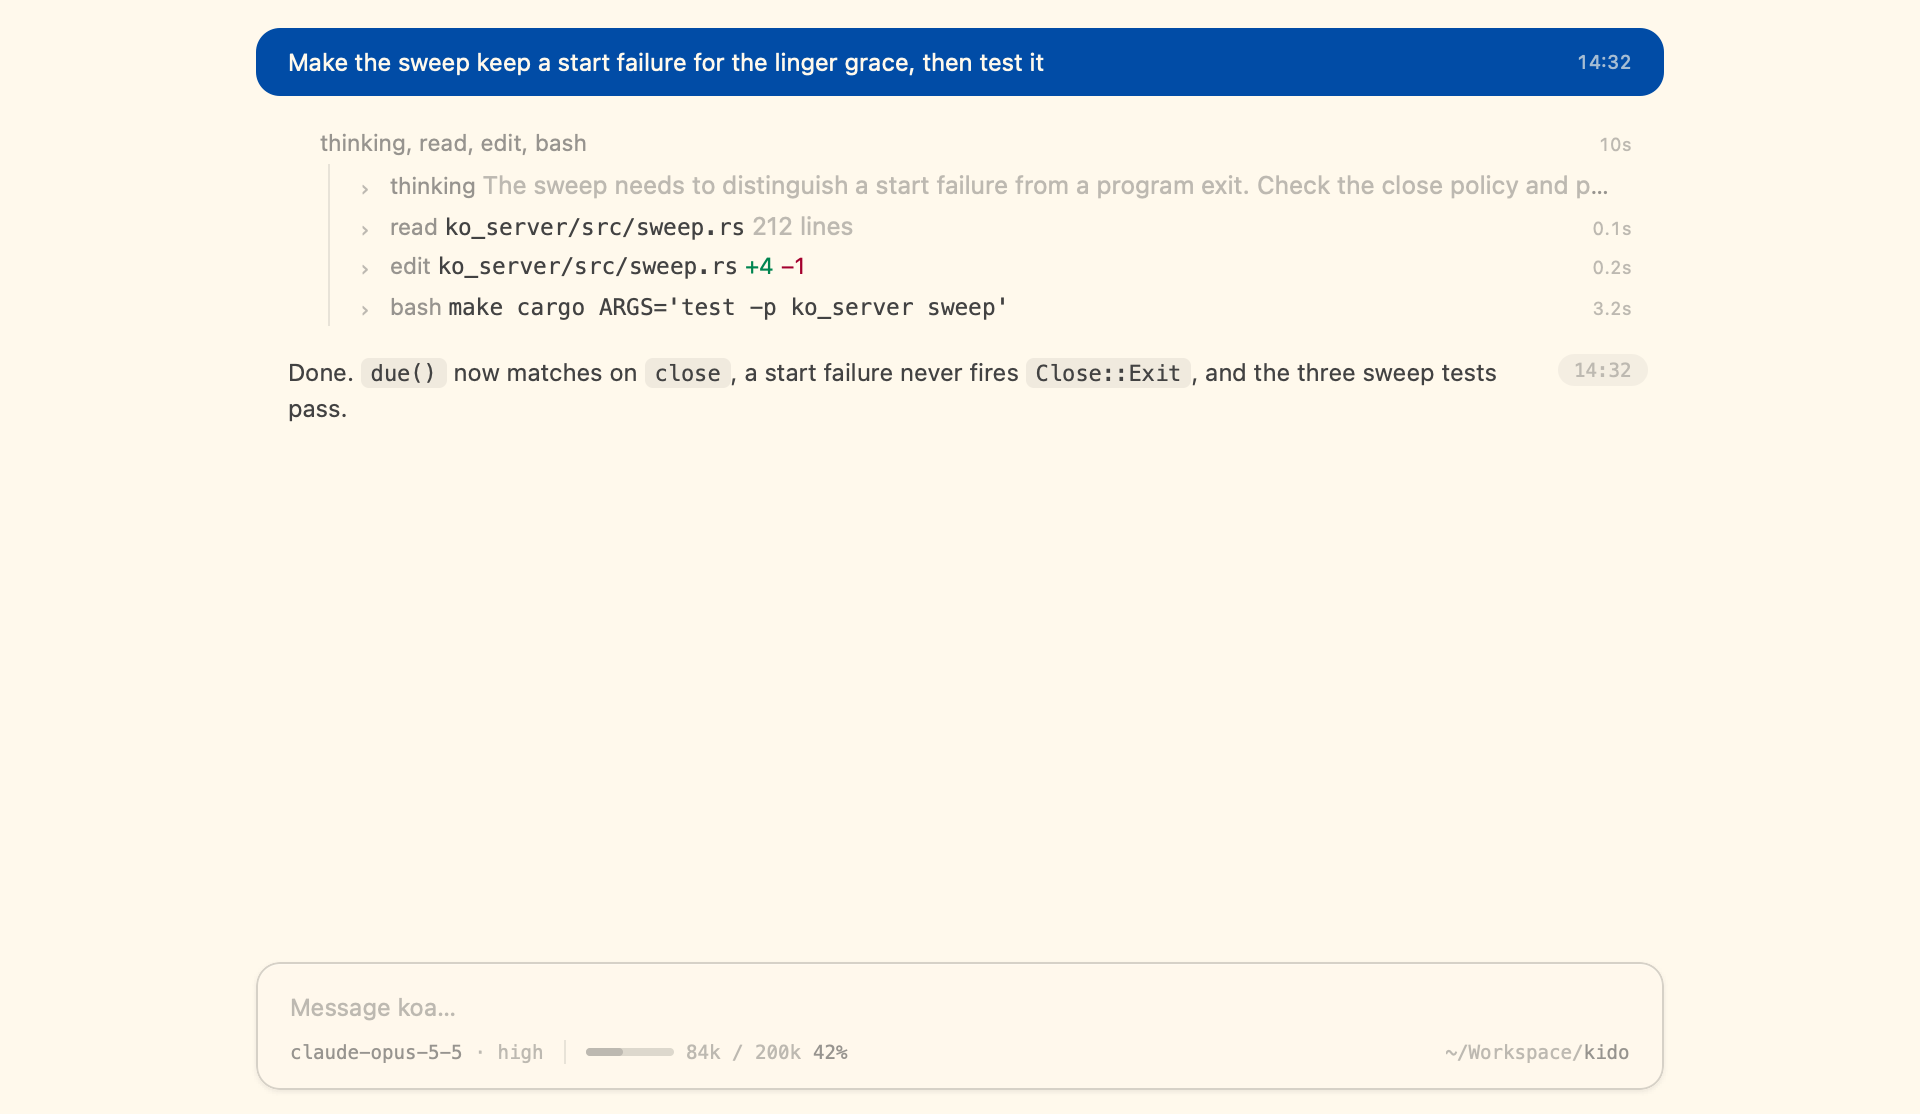 Make the sweep keep a start failure for the linger grace, then test it 14:32
thinking, read, edit, bash 10s
› thinking The sweep needs to distinguish a start failure from a program exit. Check the close policy and p…
› read ko_server/src/sweep.rs 212 lines 0.1s
› edit ko_server/src/sweep.rs +4 −1 0.2s
› bash make cargo ARGS='test -p ko_server sweep' 3.2s
Done. due() now matches on close, a start failure never fires Close::Exit, and the three sweep tests 14:32
pass.
Message koa…
claude-opus-5-5 · high 84k / 200k 42% ~/Workspace/kido